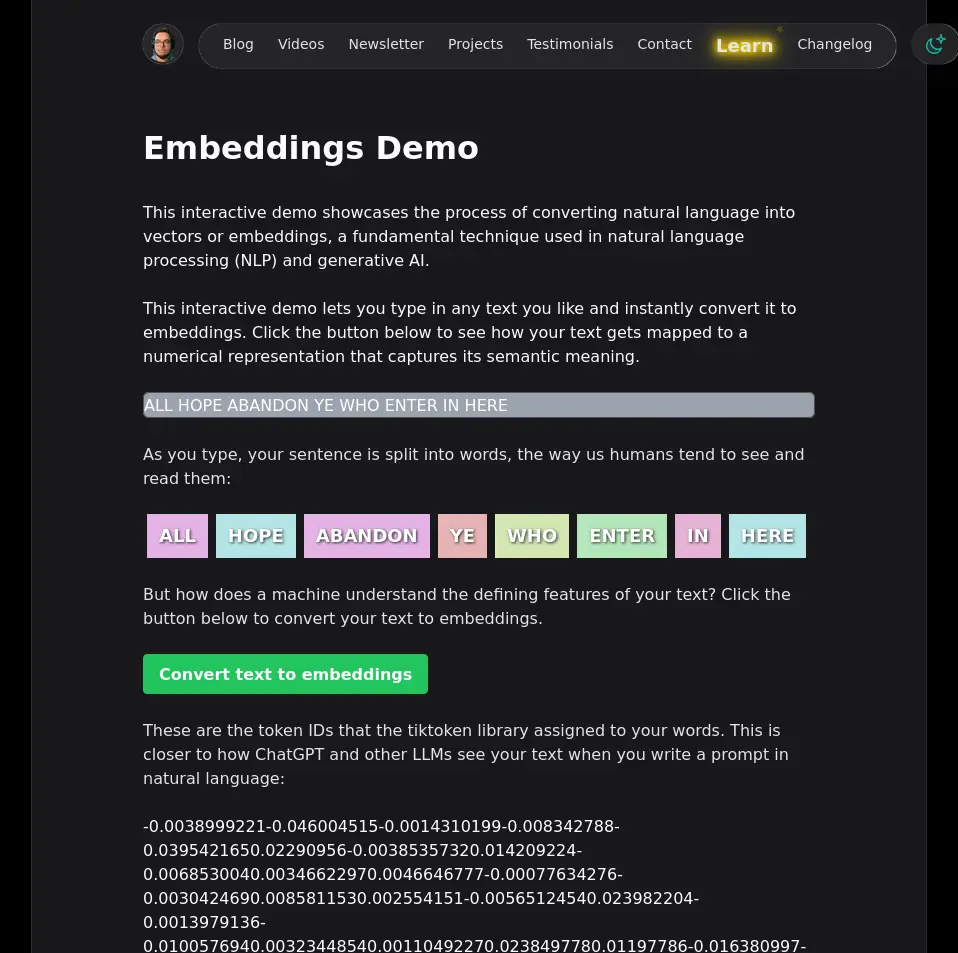 Blog Videos Newsletter Projects Testimonials Contact Learn Changelog
Embeddings Demo
This interactive demo showcases the process of converting natural language into
vectors or embeddings, a fundamental technique used in natural language
processing (NLP) and generative AI.
This interactive demo lets you type in any text you like and instantly convert it to
embeddings. Click the button below to see how your text gets mapped to a
numerical representation that captures its semantic meaning.
ALL HOPE ABANDON YE WHO ENTER IN HERE
As you type, your sentence is split into words, the way us humans tend to see and
read them:
ALL HOPE ABANDON YE WHO ENTER IN HERE
But how does a machine understand the defining features of your text? Click the
button below to convert your text to embeddings.
Convert text to embeddings
These are the token IDs that the tiktoken library assigned to your words. This is
closer to how ChatGPT and other LLMs see your text when you write a prompt in
natural language:
-0.0038999221-0.046004515-0.0014310199-0.008342788-
0.0395421650.02290956-0.00385357320.014209224-
0.0068530040.00346622970.0046646777-0.00077634276-
0.0030424690.0085811530.002554151-0.00565124540.023982204-
0.0013979136-
0.0100576940.00323448540.00110492270.0238497780.01197786-0.016380997-